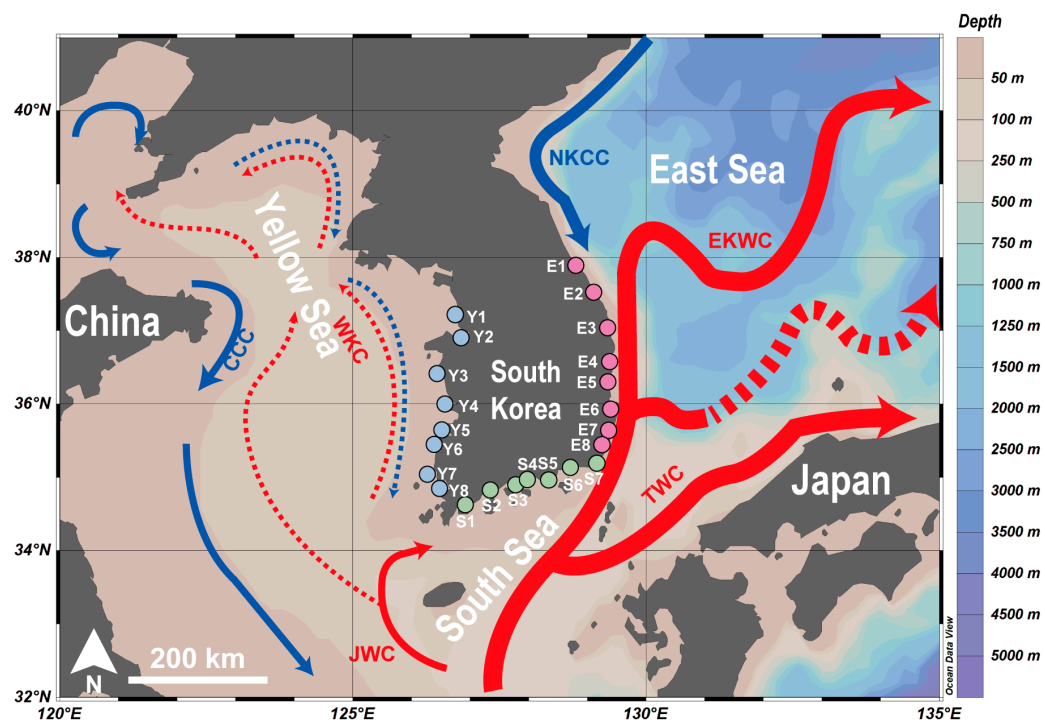 Depth
50 m
100 m
250 m
500 m
750 m
1000 m
1250 m
1500 m
2000 m
2500 m
3000 m
3500 m
4000 m
4500 m
5000 m
Ocean Data View
40°N
38°N
36°N
34°N
32°N
120°E
125°E
130°E
135°E
NKCC
East Sea
EKWC
Yellow Sea
China
CCC
WKC
South
Korea
E1
E2
E3
E4
E5
E6
E7
E8
Y1
Y2
Y3
Y4
Y5
Y6
Y7
Y8
S1
S2
S3
S4
S5
S6
S7
TWC
Japan
South Sea
JWC
200 km
N